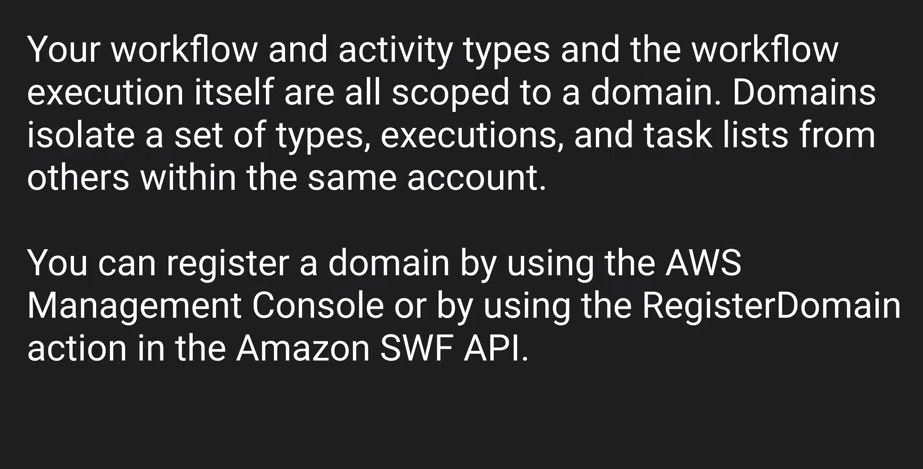 Your workflow and activity types and the workflow
execution itself are all scoped to a domain. Domains
isolate a set of types, executions, and task lists from
others within the same account.
You can register a domain by using the AWS
Management Console or by using the RegisterDomain
action in the Amazon SWF API.